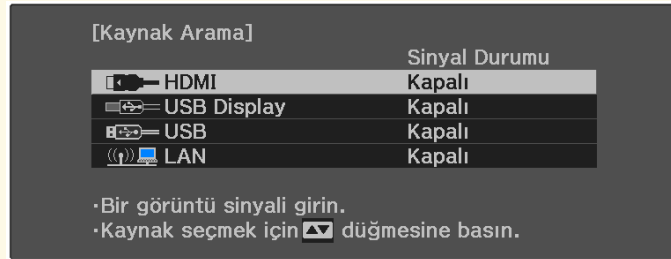 [Kaynak Arama]
Sinyal Durumu
HDMI Kapalı
USB Display Kapalı
USB Kapalı
LAN Kapalı
·Bir görüntü sinyali girin.
·Kaynak seçmek için düğmesine basın.